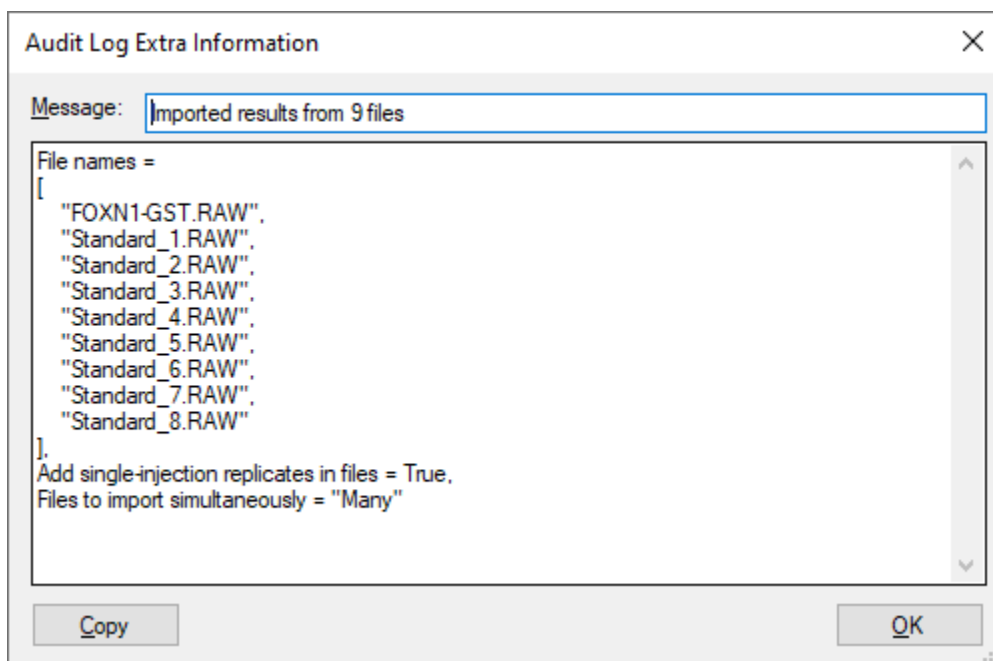 Audit Log Extra Information
Message: Imported results from 9 files
File names =
[
"FOXN1-GST.RAW",
"Standard_1.RAW",
"Standard_2.RAW",
"Standard_3.RAW",
"Standard_4.RAW",
"Standard_5.RAW",
"Standard_6.RAW",
"Standard_7.RAW",
"Standard_8.RAW"
],
Add single-injection replicates in files = True,
Files to import simultaneously = "Many"
Copy OK